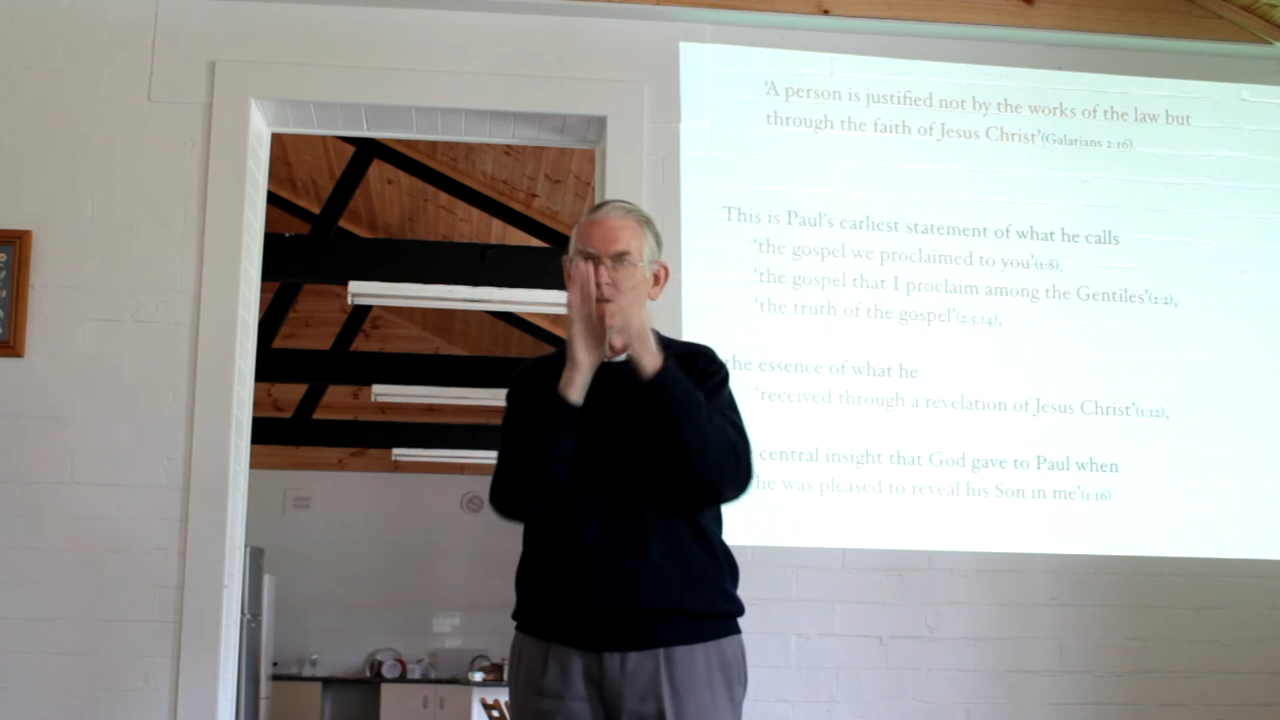 ‘A person is justified not by the works of the law but
through the faith of Jesus Christ’(Galatians 2:16).
This is Paul’s earliest statement of what he calls
‘the gospel we proclaimed to you’(1:8),
‘the gospel that I proclaim among the Gentiles’(2:2),
‘the truth of the gospel’(2:5,14),
the essence of what he
‘received through a revelation of Jesus Christ’(1:12),
central insight that God gave to Paul when
he was pleased to reveal his Son in me’(1:16)